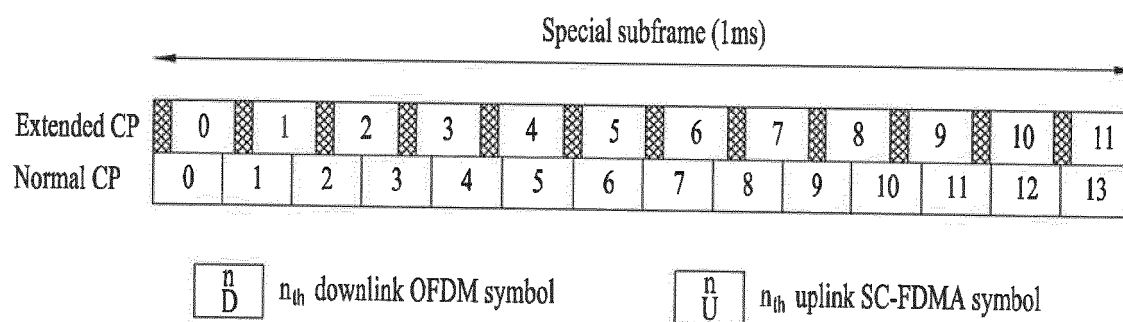 Special subframe (1ms)
Extended CP 0 1 2 3 4 5 6 7 8 9 10 11
Normal CP 0 1 2 3 4 5 6 7 8 9 10 11 12 13
n
D
nth downlink OFDM symbol
n
U
nth uplink SC-FDMA symbol